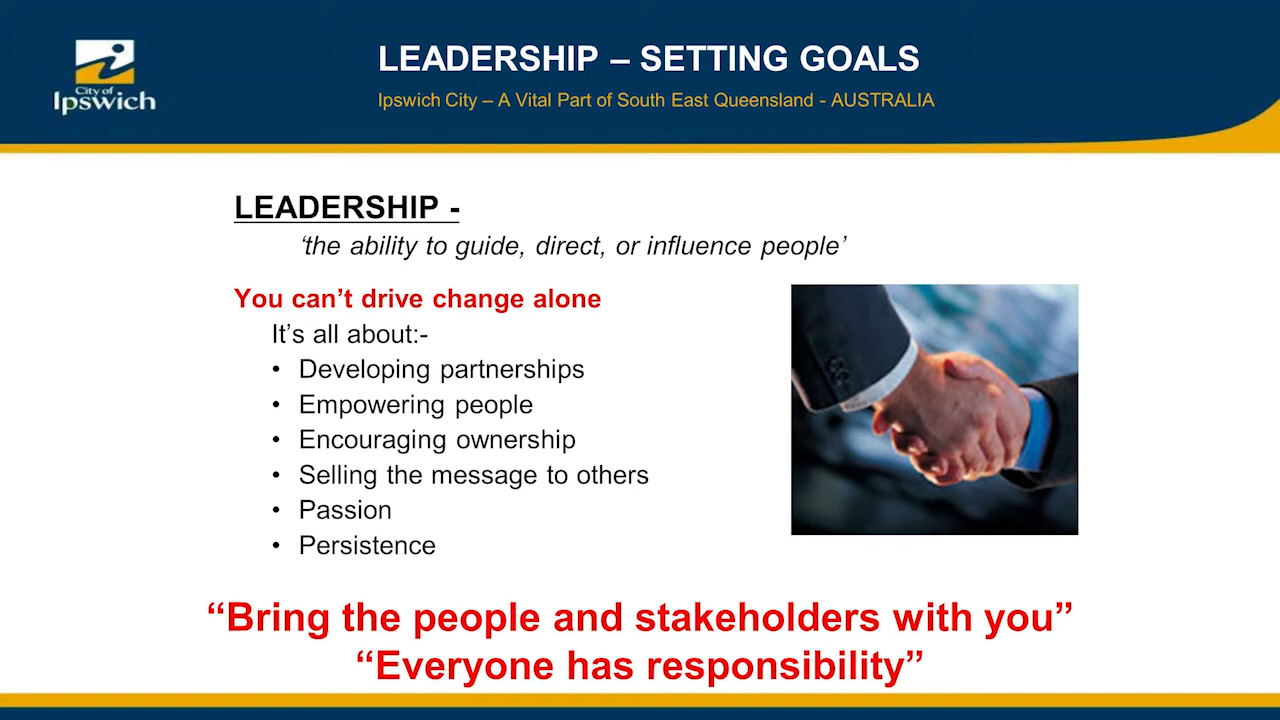 City of
Ipswich
LEADERSHIP – SETTING GOALS
Ipswich City – A Vital Part of South East Queensland - AUSTRALIA
LEADERSHIP -
‘the ability to guide, direct, or influence people’
You can’t drive change alone
It’s all about:-
• Developing partnerships
• Empowering people
• Encouraging ownership
• Selling the message to others
• Passion
• Persistence
“Bring the people and stakeholders with you”
“Everyone has responsibility”